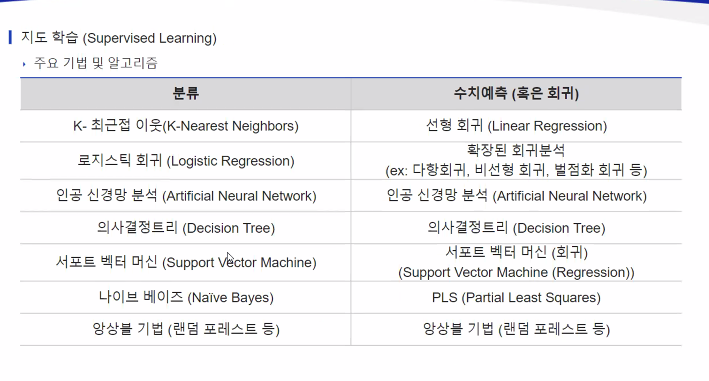 지도 학습 (Supervised Learning)
주요 기법 및 알고리즘
분류 수치예측 (혹은 회귀)
K- 최근접 이웃(K-Nearest Neighbors) 선형 회귀 (Linear Regression)
로지스틱 회귀 (Logistic Regression) 확장된 회귀분석
(ex: 다항회귀, 비선형 회귀, 벌점화 회귀 등)
인공 신경망 분석 (Artificial Neural Network) 인공 신경망 분석 (Artificial Neural Network)
의사결정트리 (Decision Tree) 의사결정트리 (Decision Tree)
서포트 벡터 머신 (Support Vector Machine) 서포트 벡터 머신 (회귀)
(Support Vector Machine (Regression))
나이브 베이즈 (Naïve Bayes) PLS (Partial Least Squares)
앙상블 기법 (랜덤 포레스트 등) 앙상블 기법 (랜덤 포레스트 등)